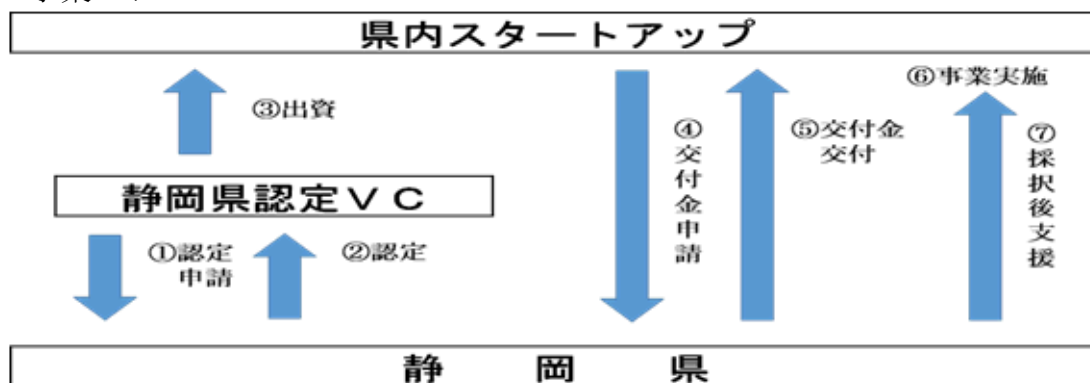 県内スタートアップ
⑥事業実施
③出資
④交付金申請
⑤交付金
交付
⑦採択後支援
静岡県認定VC
①認定
申請
②認定
静岡県